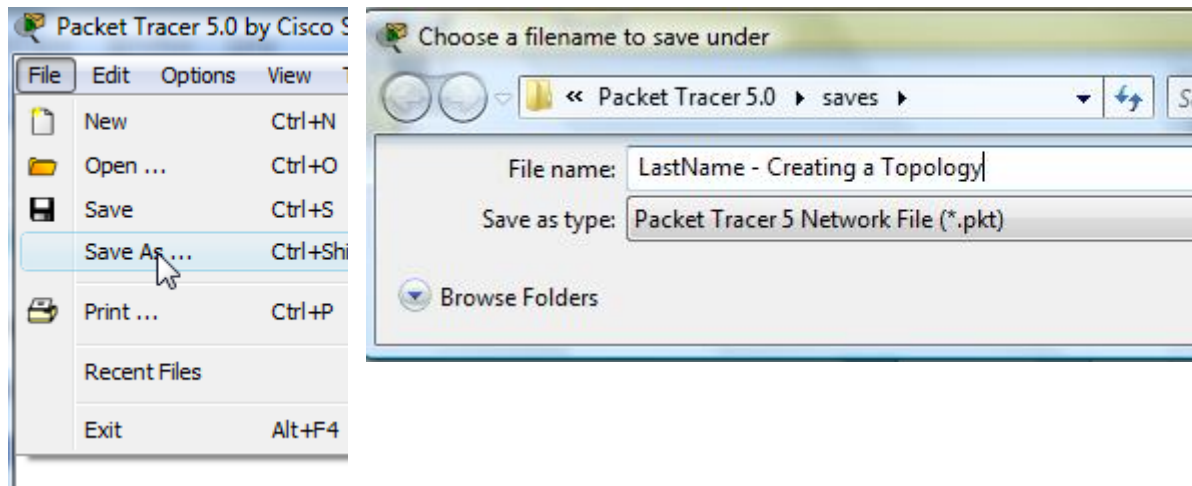 Packet Tracer 5.0 by Cisco S
File Edit Options View
New Ctrl+N
Open ... Ctrl+O
Save Ctrl+S
Save As ... Ctrl+Shi
Print ... Ctrl+P
Recent Files
Exit Alt+F4
Choose a filename to save under
« Packet Tracer 5.0 saves
File name: LastName - Creating a Topology
Save as type: Packet Tracer 5 Network File (*.pkt)
Browse Folders